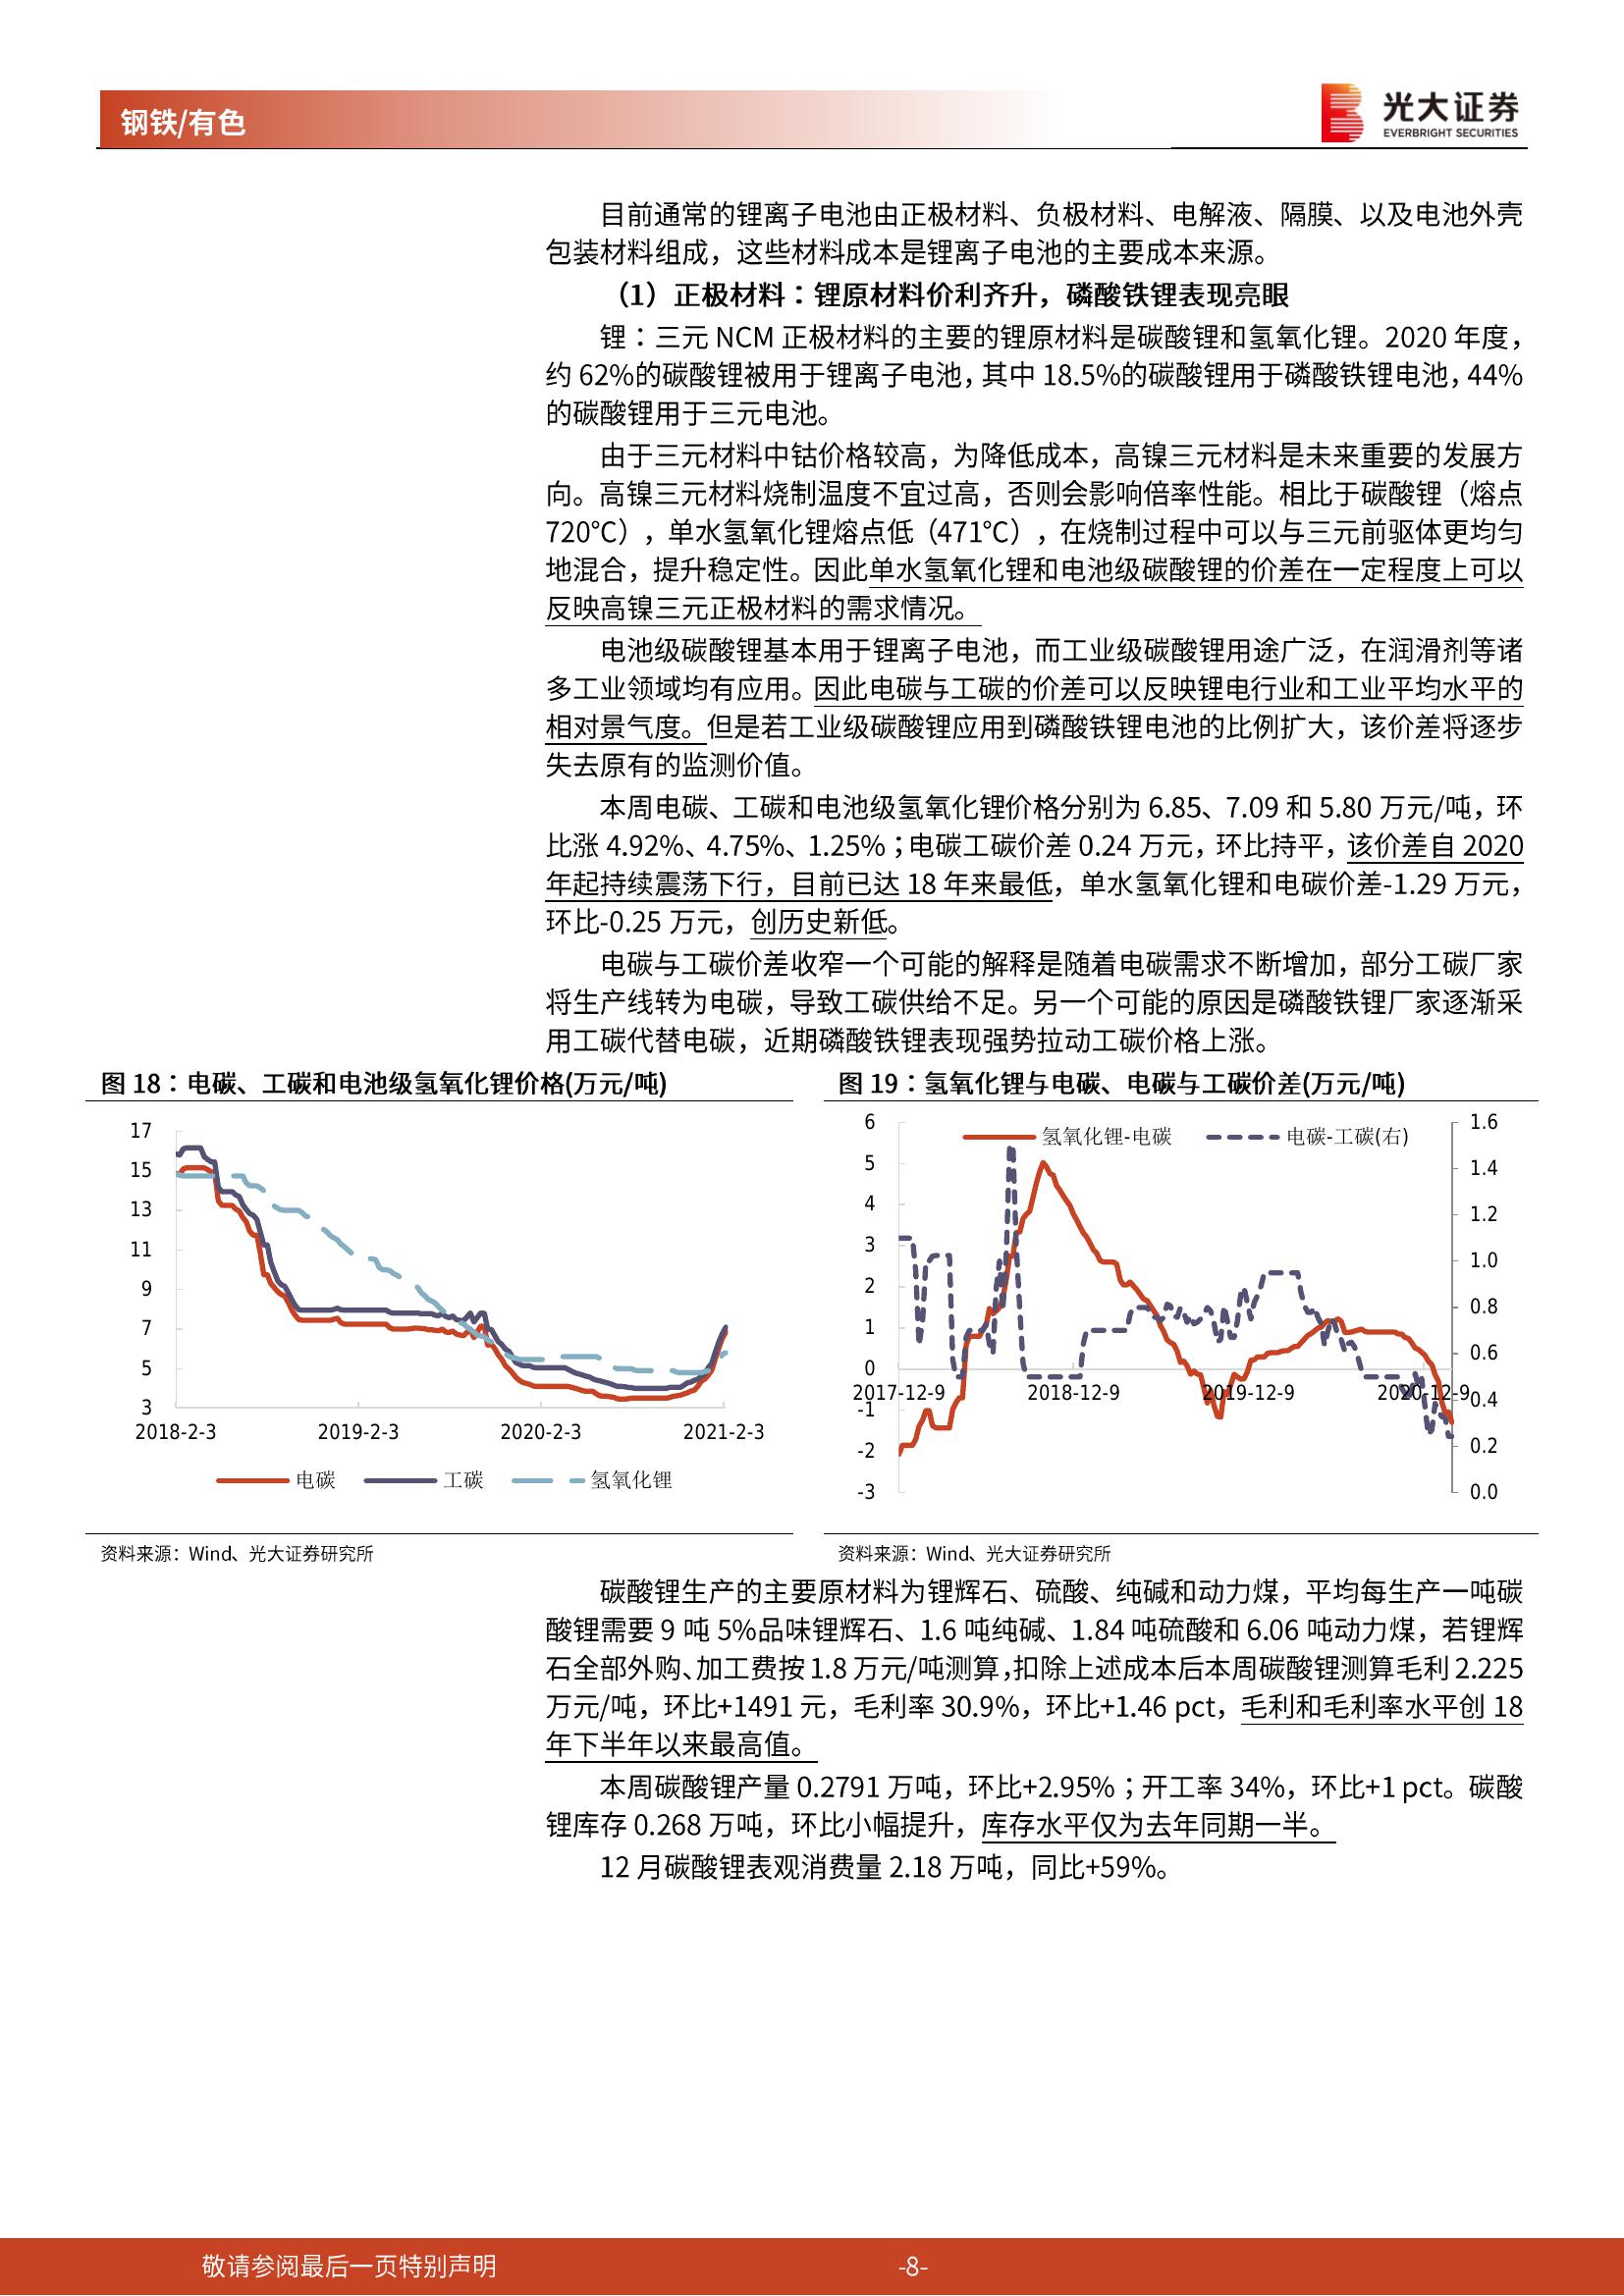 钢铁/有色
光大证券
EVERBRIGHT SECURITIES
目前通常的锂离子电池由正极材料、负极材料、电解液、隔膜、以及电池外壳
包装材料组成，这些材料成本是锂离子电池的主要成本来源。
（1）正极材料：锂原材料价利齐升，磷酸铁锂表现亮眼
锂：三元 NCM 正极材料的主要的锂原材料是碳酸锂和氢氧化锂。2020 年度，
约 62%的碳酸锂被用于锂离子电池，其中 18.5%的碳酸锂用于磷酸铁锂电池，44%
的碳酸锂用于三元电池。
由于三元材料中钴价格较高，为降低成本，高镍三元材料是未来重要的发展方
向。高镍三元材料烧制温度不宜过高，否则会影响倍率性能。相比于碳酸锂（熔点
720℃），单水氢氧化锂熔点低（471℃），在烧制过程中可以与三元前驱体更均匀
地混合，提升稳定性。因此单水氢氧化锂和电池级碳酸锂的价差在一定程度上可以
反映高镍三元正极材料的需求情况。
电池级碳酸锂基本用于锂离子电池，而工业级碳酸锂用途广泛，在润滑剂等诸
多工业领域均有应用。因此电碳与工碳的价差可以反映锂电行业和工业平均水平的
相对景气度。但是若工业级碳酸锂应用到磷酸铁锂电池的比例扩大，该价差将逐步
失去原有的监测价值。
本周电碳、工碳和电池级氢氧化锂价格分别为 6.85、7.09 和 5.80 万元/吨，环
比涨 4.92%、4.75%、1.25%；电碳工碳价差 0.24 万元，环比持平，该价差自 2020
年起持续震荡下行，目前已达 18 年来最低，单水氢氧化锂和电碳价差-1.29 万元，
环比-0.25 万元，创历史新低。
电碳与工碳价差收窄一个可能的解释是随着电碳需求不断增加，部分工碳厂家
将生产线转为电碳，导致工碳供给不足。另一个可能的原因是磷酸铁锂厂家逐渐采
用工碳代替电碳，近期磷酸铁锂表现强势拉动工碳价格上涨。
图 18：电碳、工碳和电池级氢氧化锂价格(万元/吨)
17
15
13
11
9
7
5
3
2018-2-3 2019-2-3 2020-2-3 2021-2-3
电碳 工碳 氢氧化锂
资料来源：Wind、光大证券研究所
图 19：氢氧化锂与电碳、电碳与工碳价差(万元/吨)
氢氧化锂-电碳 电碳-工碳(右)
6
5
4
3
2
1
0
-1
-2
-3
2017-12-9 2018-12-9 2019-12-9 2020-12-9
1.6
1.4
1.2
1.0
0.8
0.6
0.4
0.2
0.0
资料来源：Wind、光大证券研究所
碳酸锂生产的主要原材料为锂辉石、硫酸、纯碱和动力煤，平均每生产一吨碳
酸锂需要 9 吨 5%品味锂辉石、1.6 吨纯碱、1.84 吨硫酸和 6.06 吨动力煤，若锂辉
石全部外购、加工费按 1.8 万元/吨测算，扣除上述成本后本周碳酸锂测算毛利 2.225
万元/吨，环比+1491 元，毛利率 30.9%，环比+1.46 pct，毛利和毛利率水平创 18
年下半年以来最高值。
本周碳酸锂产量 0.2791 万吨，环比+2.95%；开工率 34%，环比+1 pct。碳酸
锂库存 0.268 万吨，环比小幅提升，库存水平仅为去年同期一半。
12 月碳酸锂表观消费量 2.18 万吨，同比+59%。
敬请参阅最后一页特别声明
-8-